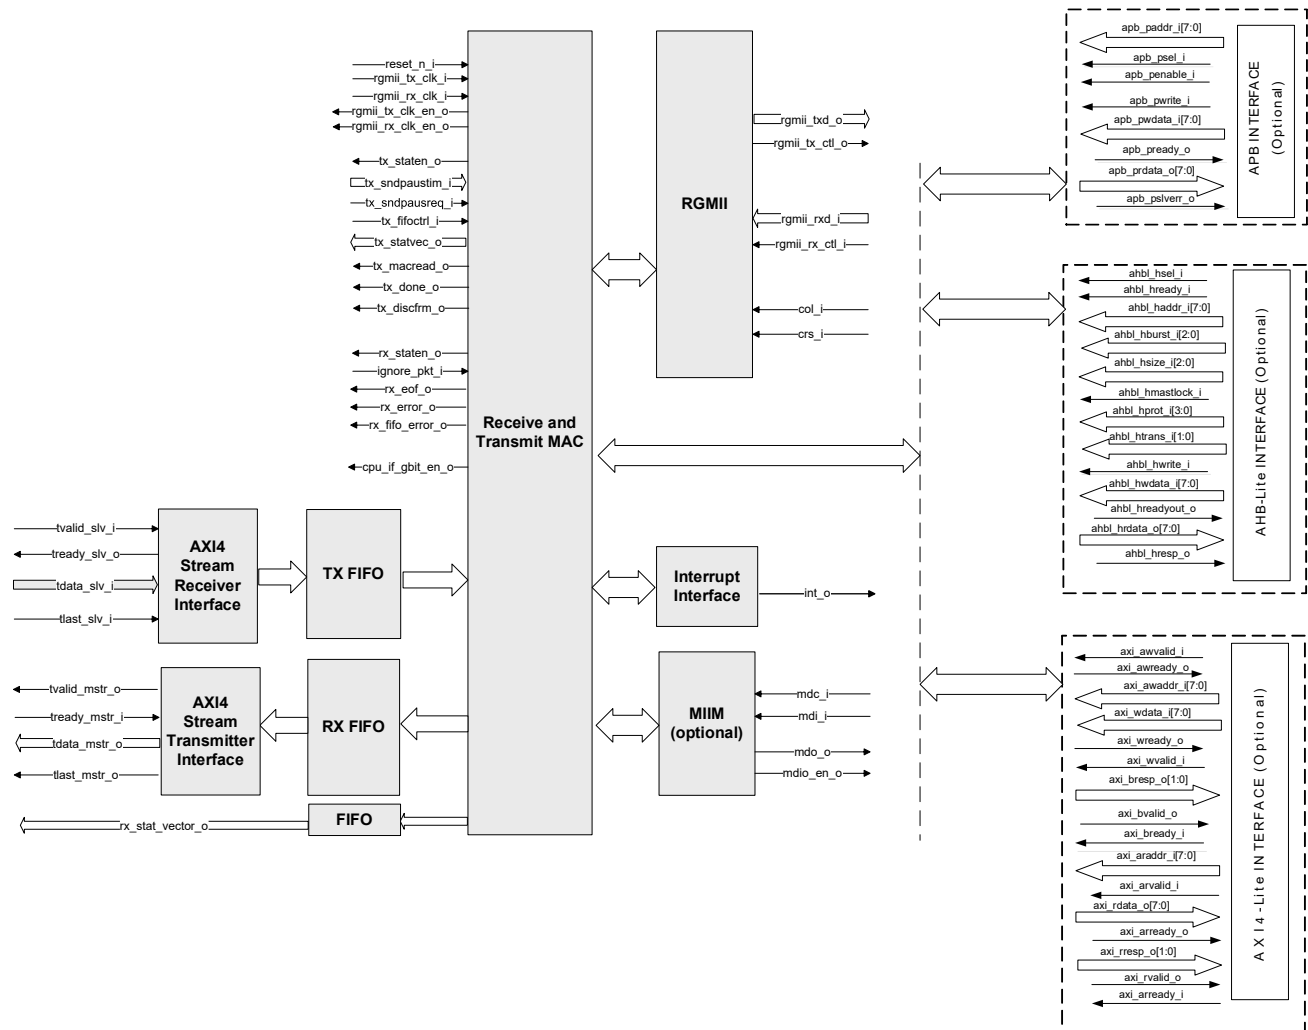 reset_n_i
rgmii_tx_clk_i
rgmii_rx_clk_i
rgmii_tx_clk_en_o
rgmii_rx_clk_en_o
tx_staten_o
tx_sndpaustim_i
tx_sndpausreq_i
tx_fifoctrl_i
tx_statvec_o
tx_macread_o
tx_done_o
tx_discfrm_o
rx_staten_o
ignore_pkt_i
rx_eof_o
rx_error_o
rx_fifo_error_o
cpu_if_gbit_en_o
tvalid_slv_i
tready_slv_o
tdata_slv_i
tlast_slv_i
AXI4
Stream
Receiver
Interface
TX FIFO
tvalid_mstr_o
tready_mstr_i
tdata_mstr_o
tlast_mstr_o
AXI4
Stream
Transmitter
Interface
RX FIFO
rx_stat_vector_o
FIFO
Receive and
Transmit MAC
RGMII
rgmii_txd_o
rgmii_tx_ctl_o
rgmii_rxd_i
rgmii_rx_ctl_i
col_i
crs_i
Interrupt
Interface
int_o
MIIM
(optional)
mdc_i
mdi_i
mdo_o
mdio_en_o
apb_paddr_i[7:0]
apb_psel_i
apb_penable_i
apb_pwrite_i
apb_pwdata_i[7:0]
apb_pready_o
apb_prdata_o[7:0]
apb_pslverr_o
APB INTERFACE
(Optional)
ahbl_hsel_i
ahbl_hready_i
ahbl_haddr_i[7:0]
ahbl_hburst_i[2:0]
ahbl_hsize_i[2:0]
ahbl_hmastlock_i
ahbl_hprot_i[3:0]
ahbl_htrans_i[1:0]
ahbl_hwrite_i
ahbl_hwdata_i[7:0]
ahbl_hreadyout_o
ahbl_hrdata_o[7:0]
ahbl_hresp_o
AHB-Lite INTERFACE (Optional)
axi_awvalid_i
axi_awready_o
axi_awaddr_i[7:0]
axi_wdata_i[7:0]
axi_wready_o
axi_wvalid_i
axi_bresp_o[1:0]
axi_bvalid_o
axi_bready_i
axi_araddr_i[7:0]
axi_arvalid_i
axi_rdata_o[7:0]
axi_arready_o
axi_rresp_o[1:0]
axi_rvalid_o
axi_arready_i
AXI4-Lite INTERFACE (Optional)